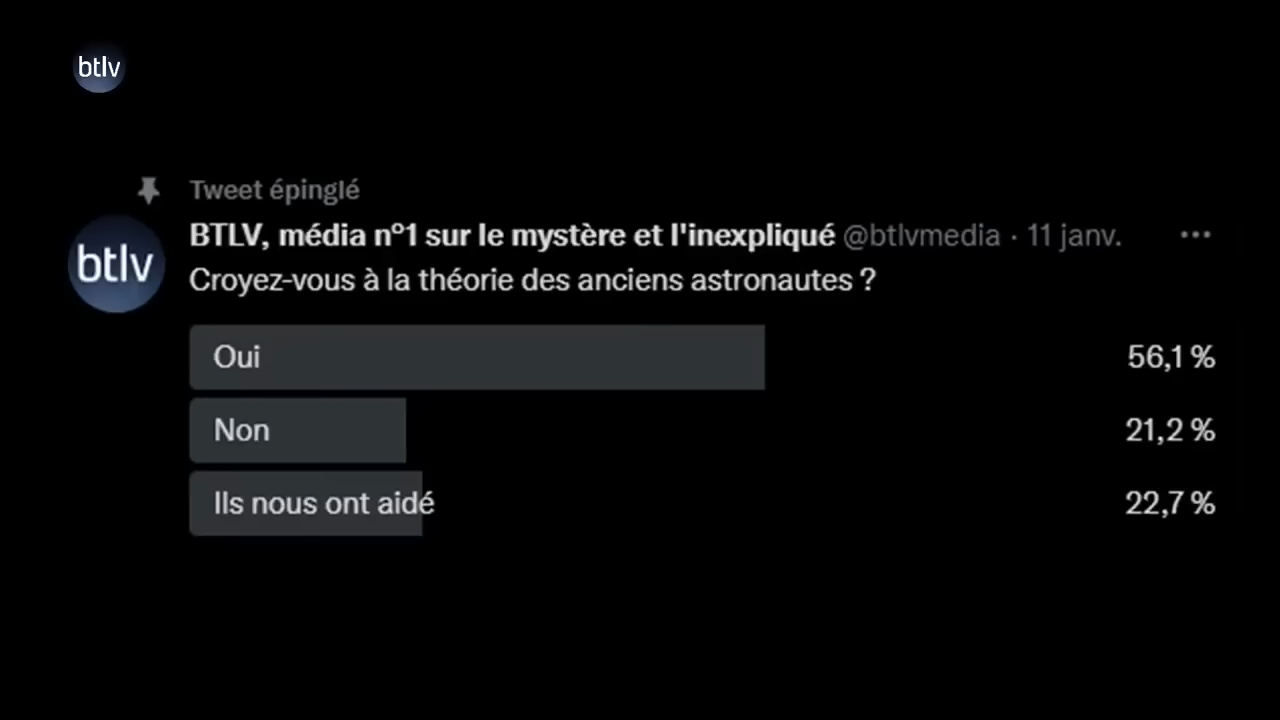 btlv
Tweet épinglé
btlv
BTLV, média n°1 sur le mystère et l'inexpliqué @btlvmedia · 11 janv.
Croyez-vous à la théorie des anciens astronautes ?
Oui 56,1 %
Non 21,2 %
Ils nous ont aidé 22,7 %